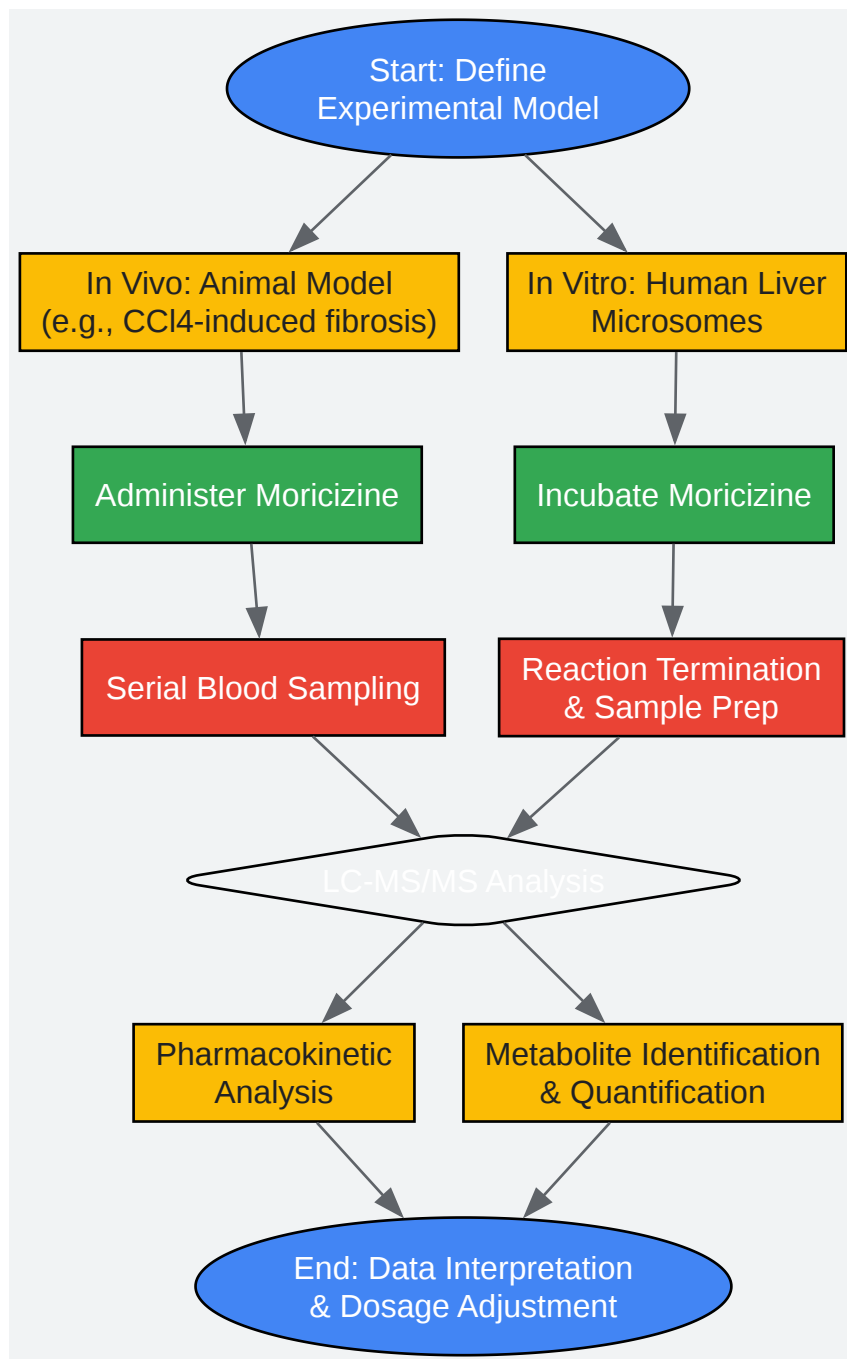 Start: Define
Experimental Model
In Vivo: Animal Model
(e.g., CCl4-induced fibrosis)
In Vitro: Human Liver
Microsomes
Administer Moricizine
Incubate Moricizine
Serial Blood Sampling
Reaction Termination
& Sample Prep
LC-MS/MS Analysis
Pharmacokinetic
Analysis
Metabolite Identification
& Quantification
End: Data Interpretation
& Dosage Adjustment